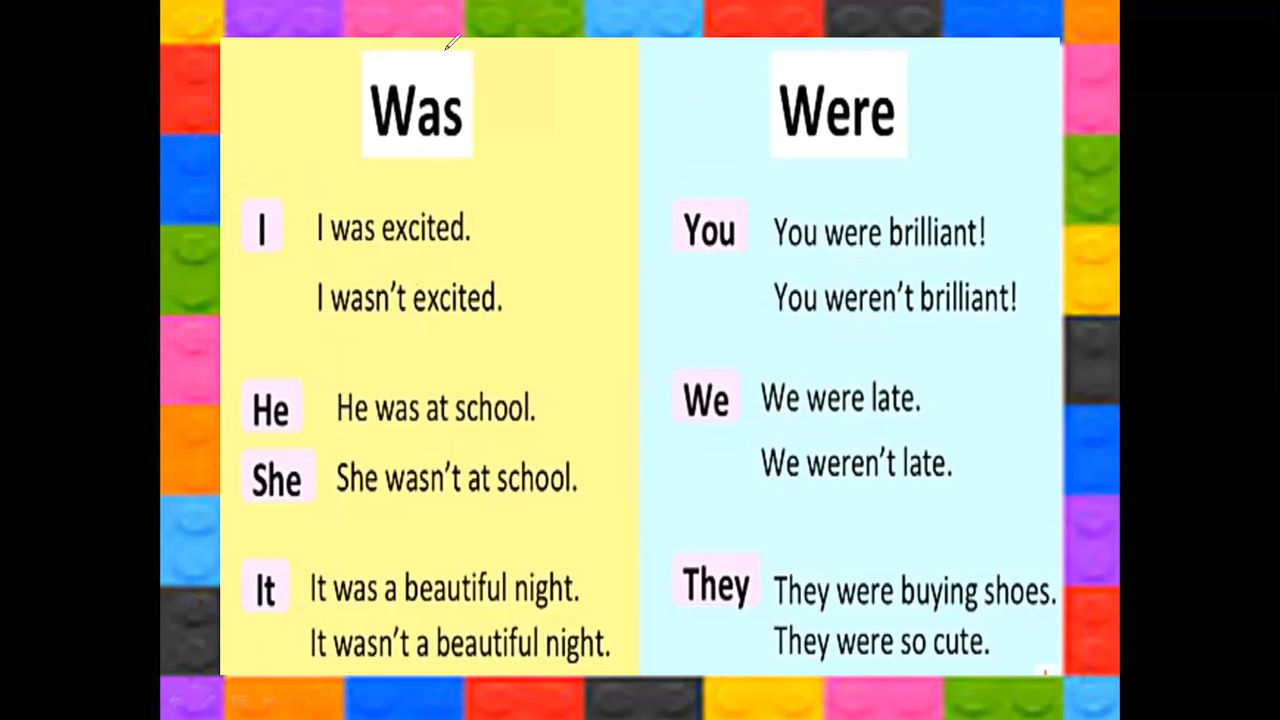 Was
I
I was excited.
I wasn't excited.
He
He was at school.
She
She wasn't at school.
It
It was a beautiful night.
It wasn't a beautiful night.
Were
You
You were brilliant!
You weren't brilliant!
We
We were late.
We weren't late.
They
They were buying shoes.
They were so cute.